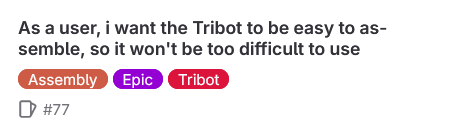 As a user, i want the Tribot to be easy to as-
semble, so it won't be too difficult to use
Assembly Epic Tribot
#77